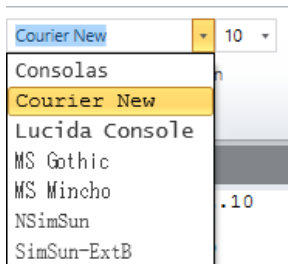 Courier New 10
Consolas
n
Courier New
Lucida Console
MS Gothic
MS Mincho
.10
NSimSun
SimSun-ExtB